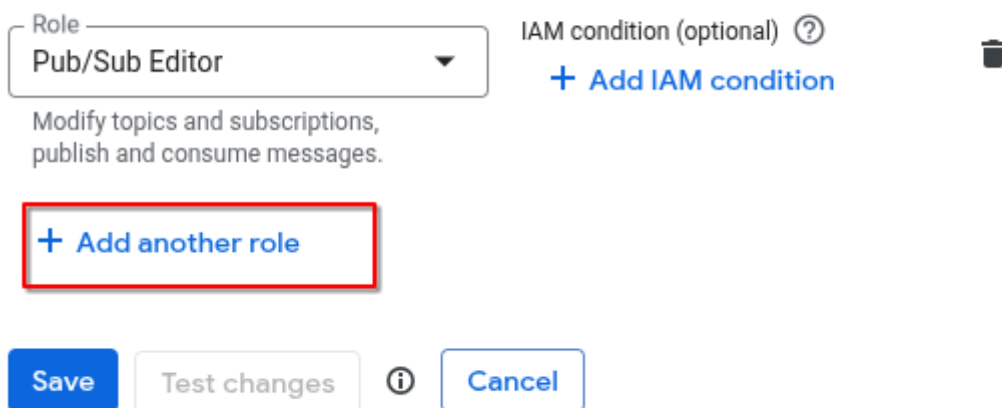 Role
Pub/Sub Editor
IAM condition (optional)
+ Add IAM condition
Modify topics and subscriptions,
publish and consume messages.
+ Add another role
Save
Test changes
Cancel